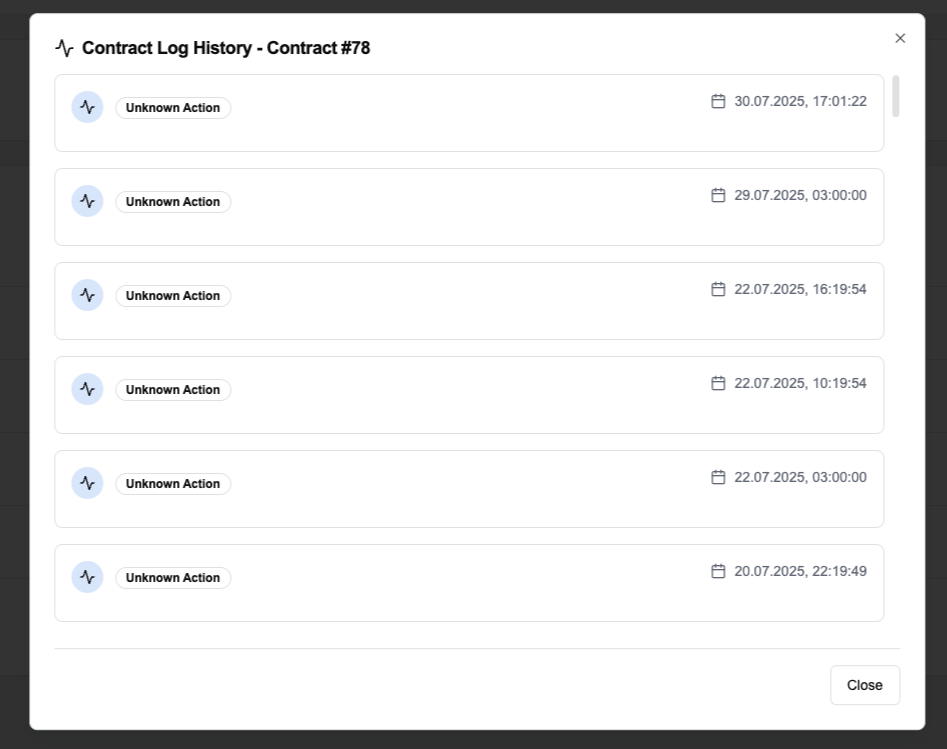 Contract Log History - Contract #78
Unknown Action
30.07.2025, 17:01:22
Unknown Action
29.07.2025, 03:00:00
Unknown Action
22.07.2025, 16:19:54
Unknown Action
22.07.2025, 10:19:54
Unknown Action
22.07.2025, 03:00:00
Unknown Action
20.07.2025, 22:19:49
Close